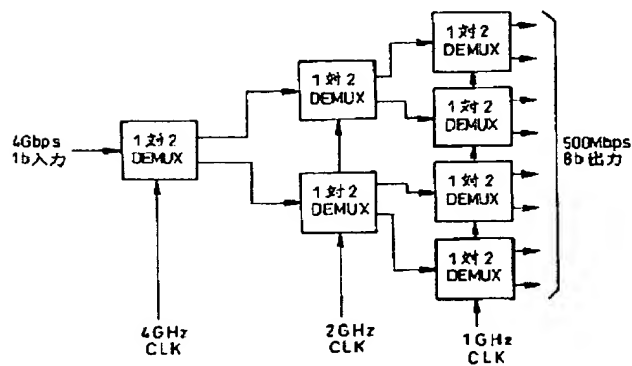 4Gbps
1b入力
1対2
DEMUX
1対2
DEMUX
1対2
DEMUX
1対2
DEMUX
1対2
DEMUX
1対2
DEMUX
1対2
DEMUX
500Mbps
8b出力
4GHz
CLK
2GHz
CLK
1GHz
CLK